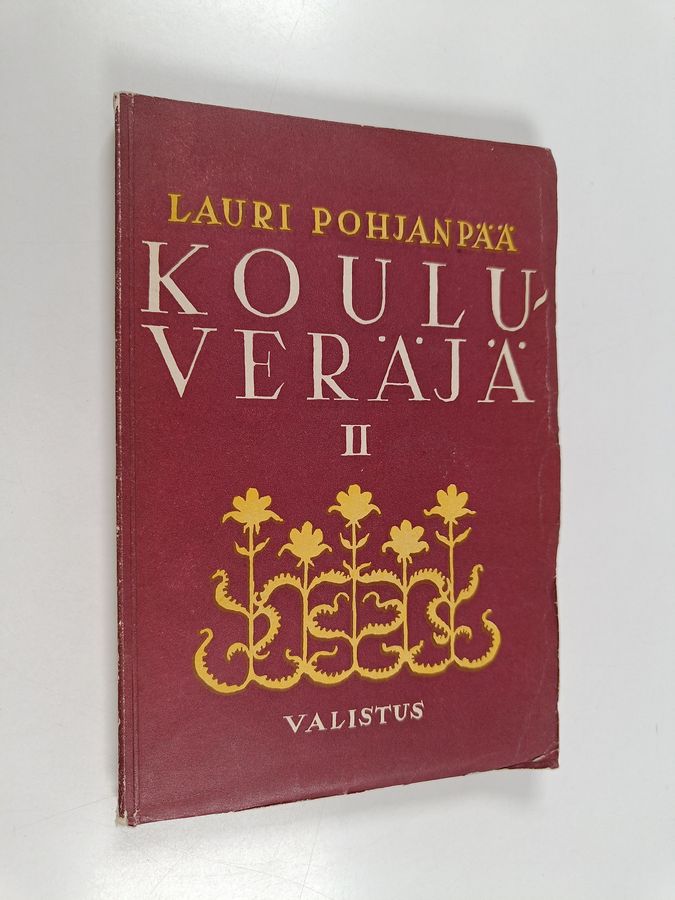 LAURI POHJANPÄÄ
KOULU-
VERÄJÄ
II
VALISTUS